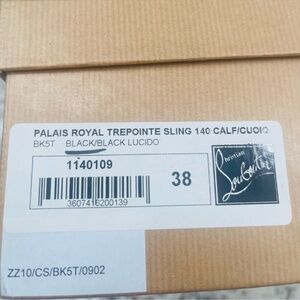 PALAIS ROYAL TREPOINTE SLING 140 CALF/CUOIO
BK5T BLACK/BLACK LUCIDO
1140109
38
Christian
Louboutin
3607416200139
ZZ10/CS/BK5T/0902